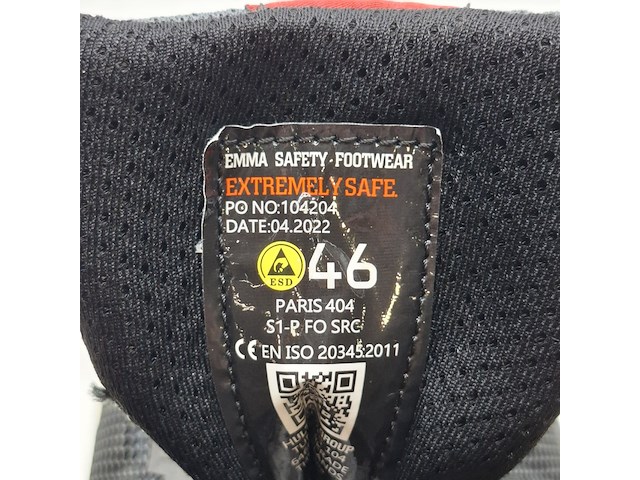 EMMA SAFETY-FOOTWEAR
EXTREMELY SAFE.
PO NO:104204
DATE:04.2022
ESD
46
PARIS 404
S1-P FO SRC
CE EN ISO 20345:2011